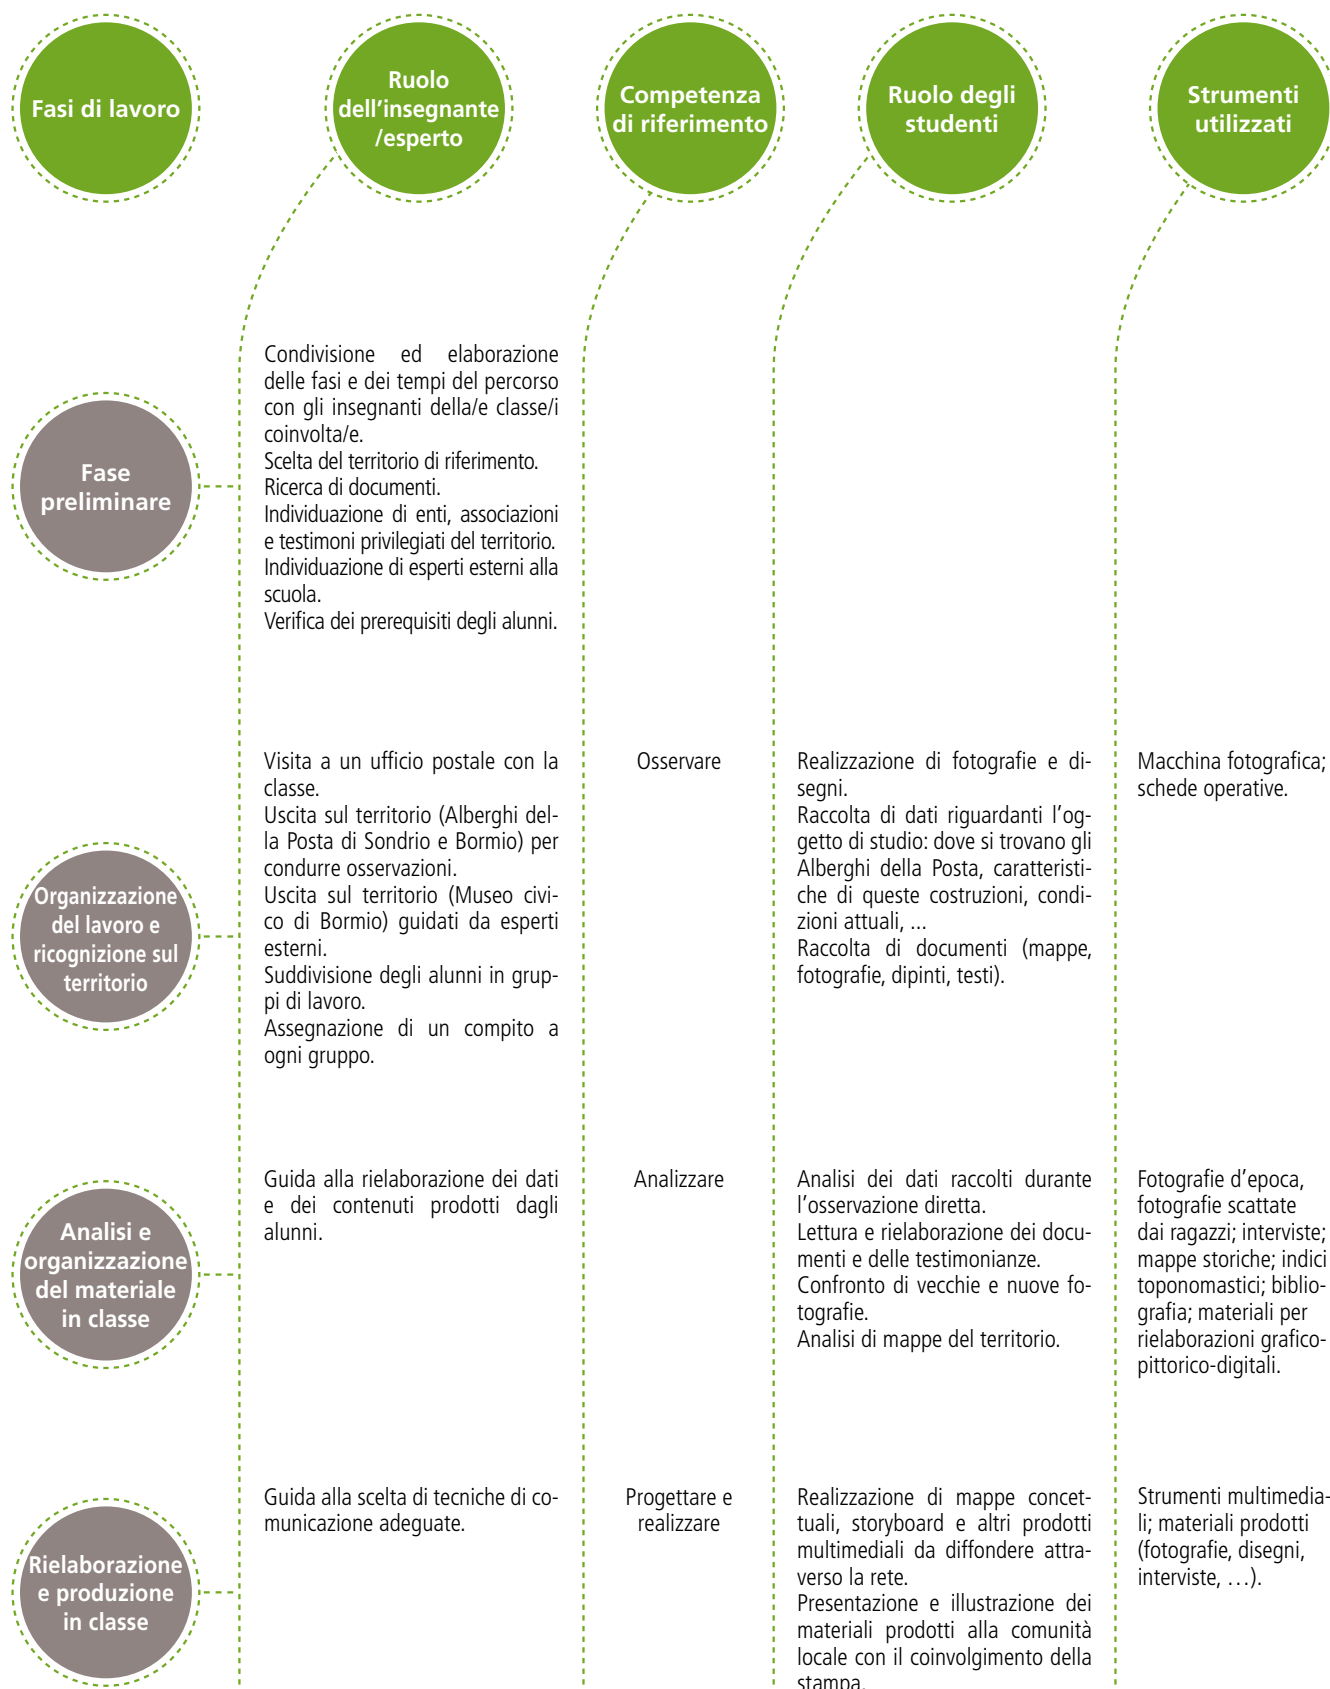 Fasi di lavoro
Ruolo
dell’insegnante
/esperto
Competenza
di riferimento
Ruolo degli
studenti
Strumenti
utilizzati
Fase
preliminare
Condivisione ed elaborazione
delle fasi e dei tempi del percorso
con gli insegnanti della/e classe/i
coinvolta/e.
Scelta del territorio di riferimento.
Ricerca di documenti.
Individuazione di enti, associazioni
e testimoni privilegiati del territorio.
Individuazione di esperti esterni alla
scuola.
Verifica dei prerequisiti degli alunni.
Organizzazione
del lavoro e
ricognizione sul
territorio
Visita a un ufficio postale con la
classe.
Uscita sul territorio (Alberghi del-
la Posta di Sondrio e Bormio) per
condurre osservazioni.
Uscita sul territorio (Museo civi-
co di Bormio) guidati da esperti
esterni.
Suddivisione degli alunni in grup-
pi di lavoro.
Assegnazione di un compito a
ogni gruppo.
Osservare
Realizzazione di fotografie e di-
segni.
Raccolta di dati riguardanti l’og-
getto di studio: dove si trovano gli
Alberghi della Posta, caratteristi-
che di queste costruzioni, condi-
zioni attuali, ...
Raccolta di documenti (mappe,
fotografie, dipinti, testi).
Macchina fotografica;
schede operative.
Analisi e
organizzazione
del materiale
in classe
Guida alla rielaborazione dei dati
e dei contenuti prodotti dagli
alunni.
Analizzare
Analisi dei dati raccolti durante
l’osservazione diretta.
Lettura e rielaborazione dei docu-
menti e delle testimonianze.
Confronto di vecchie e nuove fo-
tografie.
Analisi di mappe del territorio.
Fotografie d’epoca,
fotografie scattate
dai ragazzi; interviste;
mappe storiche; indici
toponomastici; biblio-
grafia; materiali per
rielaborazioni grafico-
pittorico-digitali.
Rielaborazione
e produzione
in classe
Guida alla scelta di tecniche di co-
municazione adeguate.
Progettare e
realizzare
Realizzazione di mappe concet-
tuali, storyboard e altri prodotti
multimediali da diffondere attra-
verso la rete.
Presentazione e illustrazione dei
materiali prodotti alla comunità
locale con il coinvolgimento della
stampa.
Strumenti multimedia-
li; materiali prodotti
(fotografie, disegni,
interviste, …).